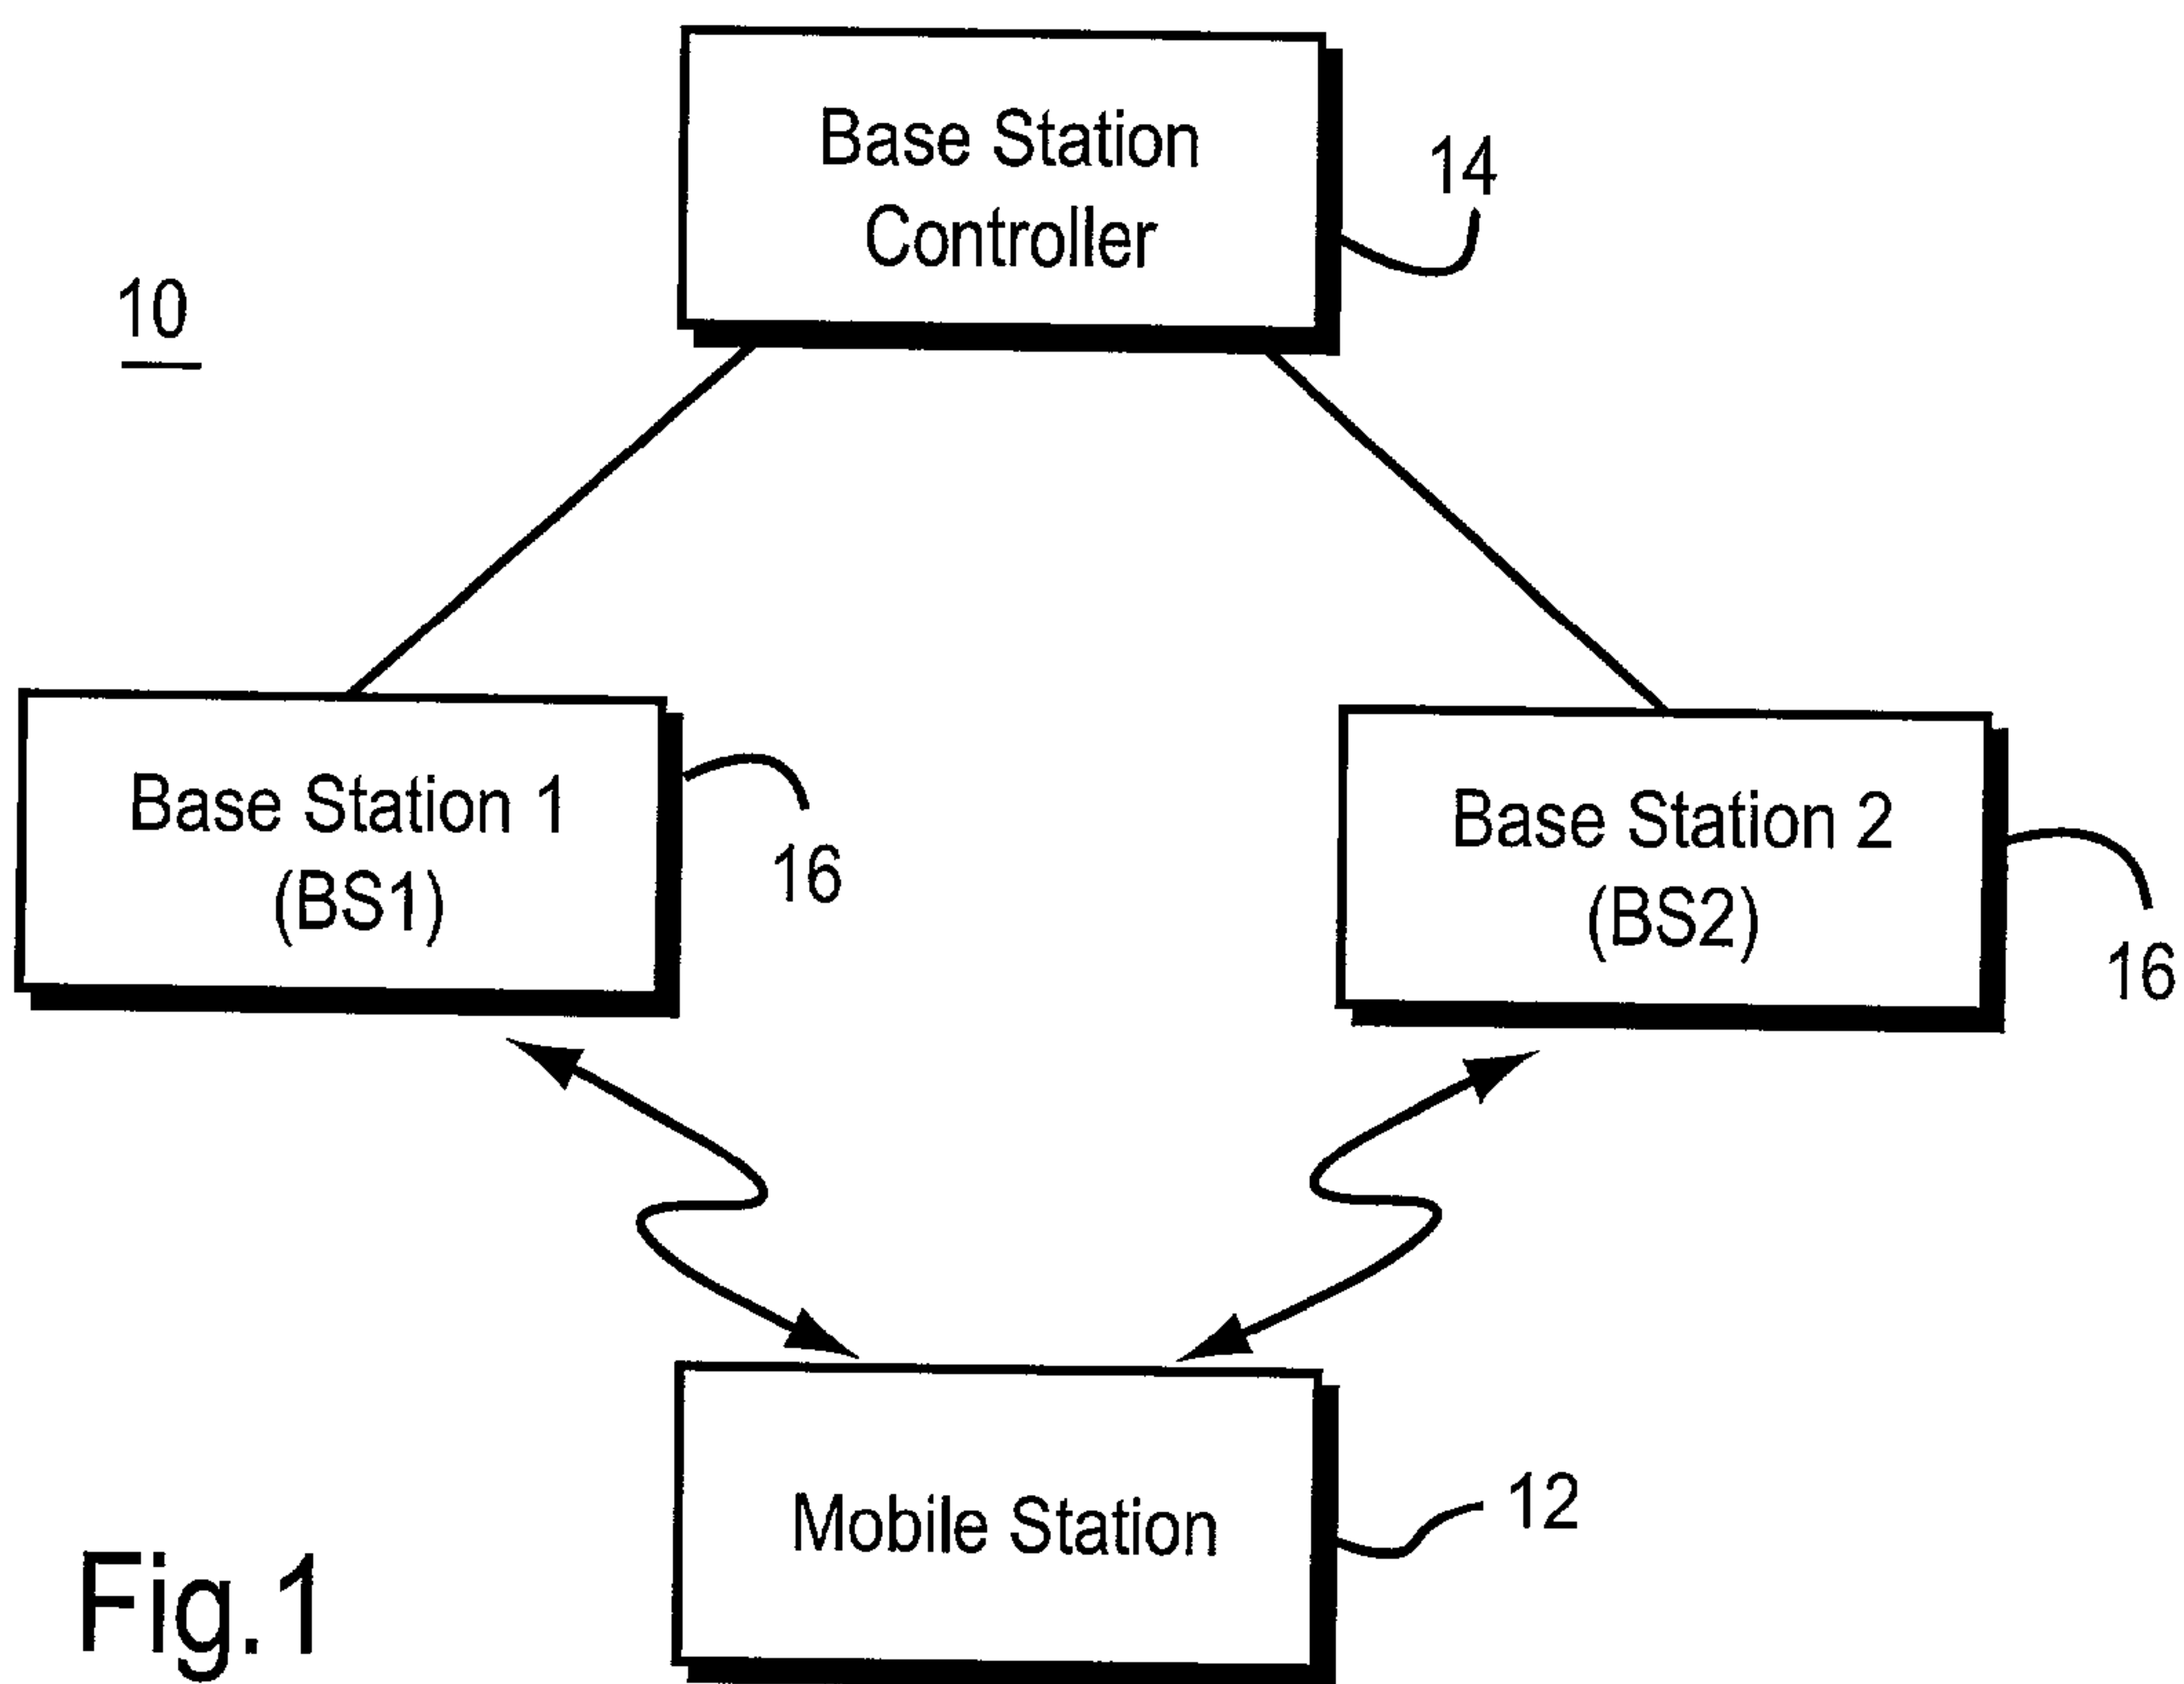 Base Station
Controller
14
10
Base Station 1
(BS1)
16
Base Station 2
(BS2)
16
Mobile Station
12
Fig.1